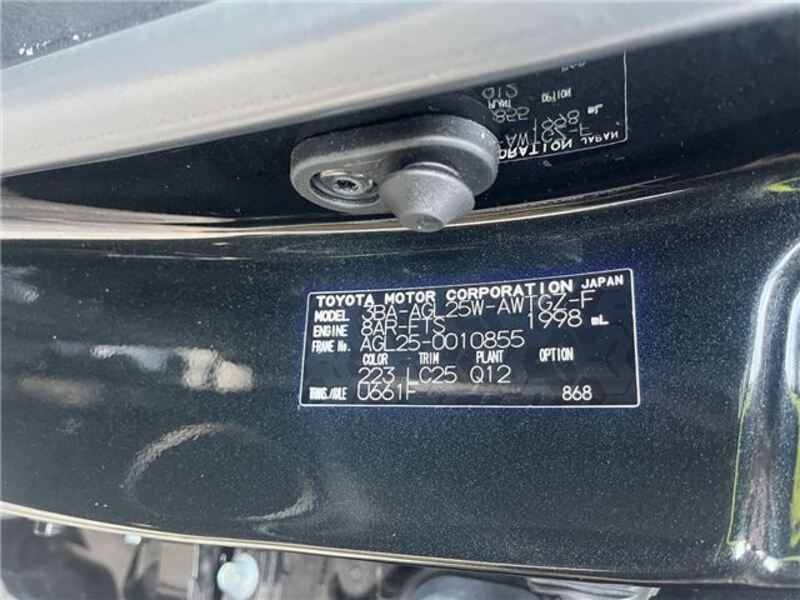 TOYOTA MOTOR CORPORATION JAPAN
MODEL 3BA-AGL25W-AWTGZ-F
ENGINE 8AR-FTS 1998 mL
FRAME No. AGL25-0010855
COLOR TRIM PLANT OPTION
223 LC25 Q12
TRANS./AXLE U661F 868